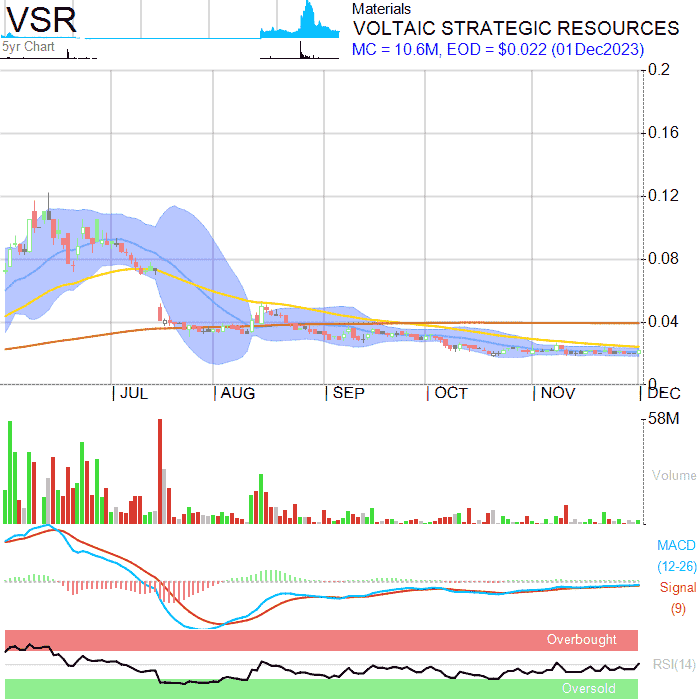 VSR
5yr Chart
Materials
VOLTAIC STRATEGIC RESOURCES
MC = 10.6M, EOD = $0.022 (01Dec2023)
0.2
0.16
0.12
0.08
0.04
0
JUL AUG SEP OCT NOV DEC
58M
Volume
MACD
(12-26)
Signal
(9)
Overbought
RSI(14)
Oversold